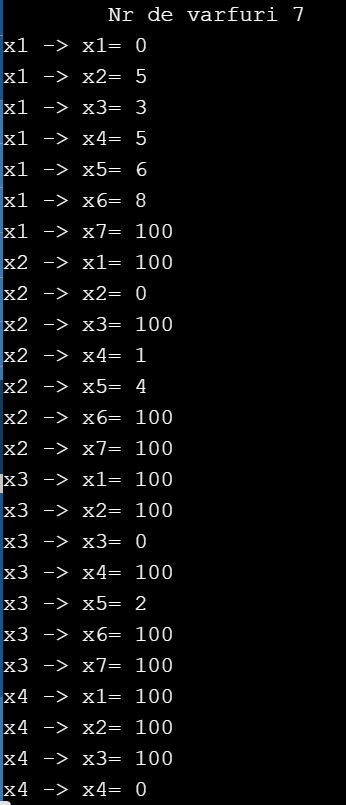 Nr de varfuri 7
x1 -> x1= 0
x1 -> x2= 5
x1 -> x3= 3
x1 -> x4= 5
x1 -> x5= 6
x1 -> x6= 8
x1 -> x7= 100
x2 -> x1= 100
x2 -> x2= 0
x2 -> x3= 100
x2 -> x4= 1
x2 -> x5= 4
x2 -> x6= 100
x2 -> x7= 100
x3 -> x1= 100
x3 -> x2= 100
x3 -> x3= 0
x3 -> x4= 100
x3 -> x5= 2
x3 -> x6= 100
x3 -> x7= 100
x4 -> x1= 100
x4 -> x2= 100
x4 -> x3= 100
x4 -> x4= 0